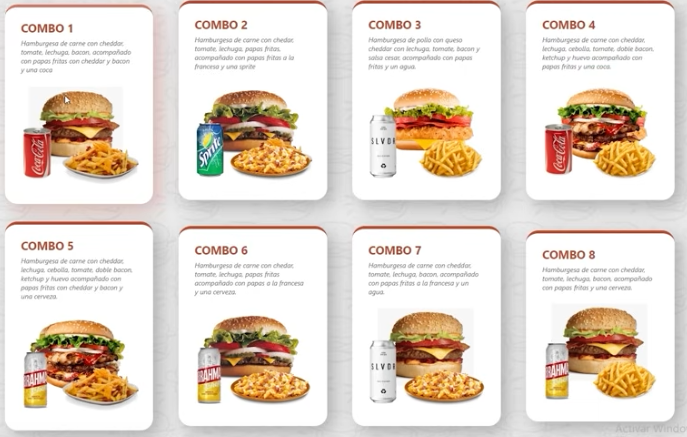 COMBO 1
Hamburgesa de carne con cheddar,
tomate, lechuga, bacon, acompañado
con papas fritas con cheddar y bacon
y una coca
COMBO 2
Hamburgesa de carne con chedar,
tomate, lechuga, papas fritas,
acompañado con papas fritas a la
francesa y una sprite
COMBO 3
Hamburgesa de pollo con queso
cheddar con lechuga, tomate, bacon y
salsa cesar, acompañado con papas
fritas y un agua.
COMBO 4
Hamburgesa de carne con cheddar,
lechuga, cebolla, tomate, doble bacon,
ketchup y huevo acompañado con
papas fritas y una coca.
Coca-Cola
Sprite
SLVDR
Coca-Cola
COMBO 5
Hamburgesa de carne con cheddar,
lechuga, cebolla, tomate, doble bacon,
ketchup y huevo acompañado con
papas fritas con cheddar y bacon y
una cerveza.
COMBO 6
Hamburgesa de carne con chedar,
lechuga, papas fritas
acompañado con papas a la francesa
y una cerveza.
COMBO 7
Hamburgesa de carne con cheddar,
tomate, lechuga, bacon, acompañado
con papas fritas a la francesa y un
agua.
COMBO 8
Hamburgesa de carne con cheddar,
tomate, lechuga, bacon, acompañado
con papas fritas y una cerveza.
BRAHMA
BRAHMA
SLVDR
BRAHMA
Activar Windo